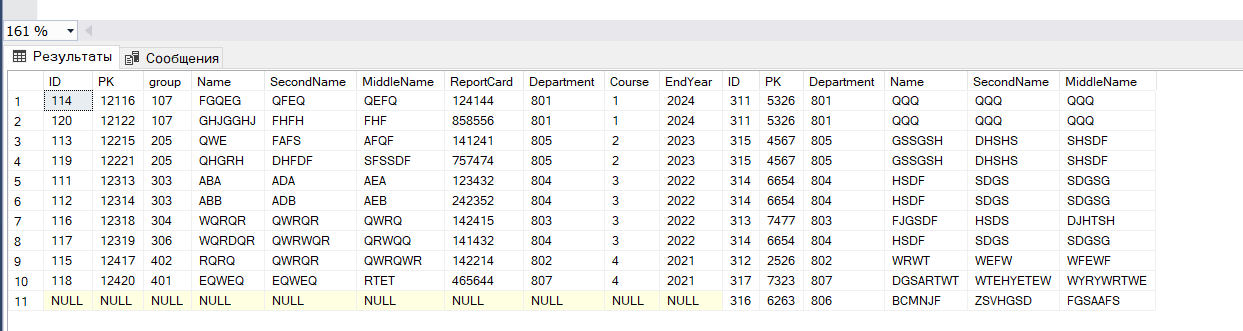 161 %
Результаты Сообщения
ID PK group Name SecondName MiddleName ReportCard Department Course EndYear ID PK Department Name SecondName MiddleName
1 114 12116 107 FGQEG QFEQ QEFQ 124144 801 1 2024 311 5326 801 QQQ QQQ QQQ
2 120 12122 107 GHJGGHJ FHFH FHF 858556 801 1 2024 311 5326 801 QQQ QQQ QQQ
3 113 12215 205 QWE FAFS AFQF 141241 805 2 2023 315 4567 805 GSSGSH DHSHS SHSDF
4 119 12221 205 QHGRH DHFDF SFSSDF 757474 805 2 2023 315 4567 805 GSSGSH DHSHS SHSDF
5 111 12313 303 ABA ADA AEA 123432 804 3 2022 314 6654 804 HSDF SDGS SDGSG
6 112 12314 303 ABB ADB AEB 242352 804 3 2022 314 6654 804 HSDF SDGS SDGSG
7 116 12318 304 WQRQR QWRQR QWRQ 142415 803 3 2022 313 7477 803 FJGSDF HSDS DJHTSH
8 117 12319 306 WQRDQR QWRWQR QRWQQ 141432 804 3 2022 314 6654 804 HSDF SDGS SDGSG
9 115 12417 402 RQRQ QWRQR QWRQWR 142214 802 4 2021 312 2526 802 WRWT WEFW WFEWF
10 118 12420 401 EQWEQ EQWEQ RTET 465644 807 4 2021 317 7323 807 DGSARTWT WTEHYETEW WYRYWRTWE
11 NULL NULL NULL NULL NULL NULL NULL NULL NULL NULL 316 6263 806 BCMNJF ZSVHGSD FGSAAFS